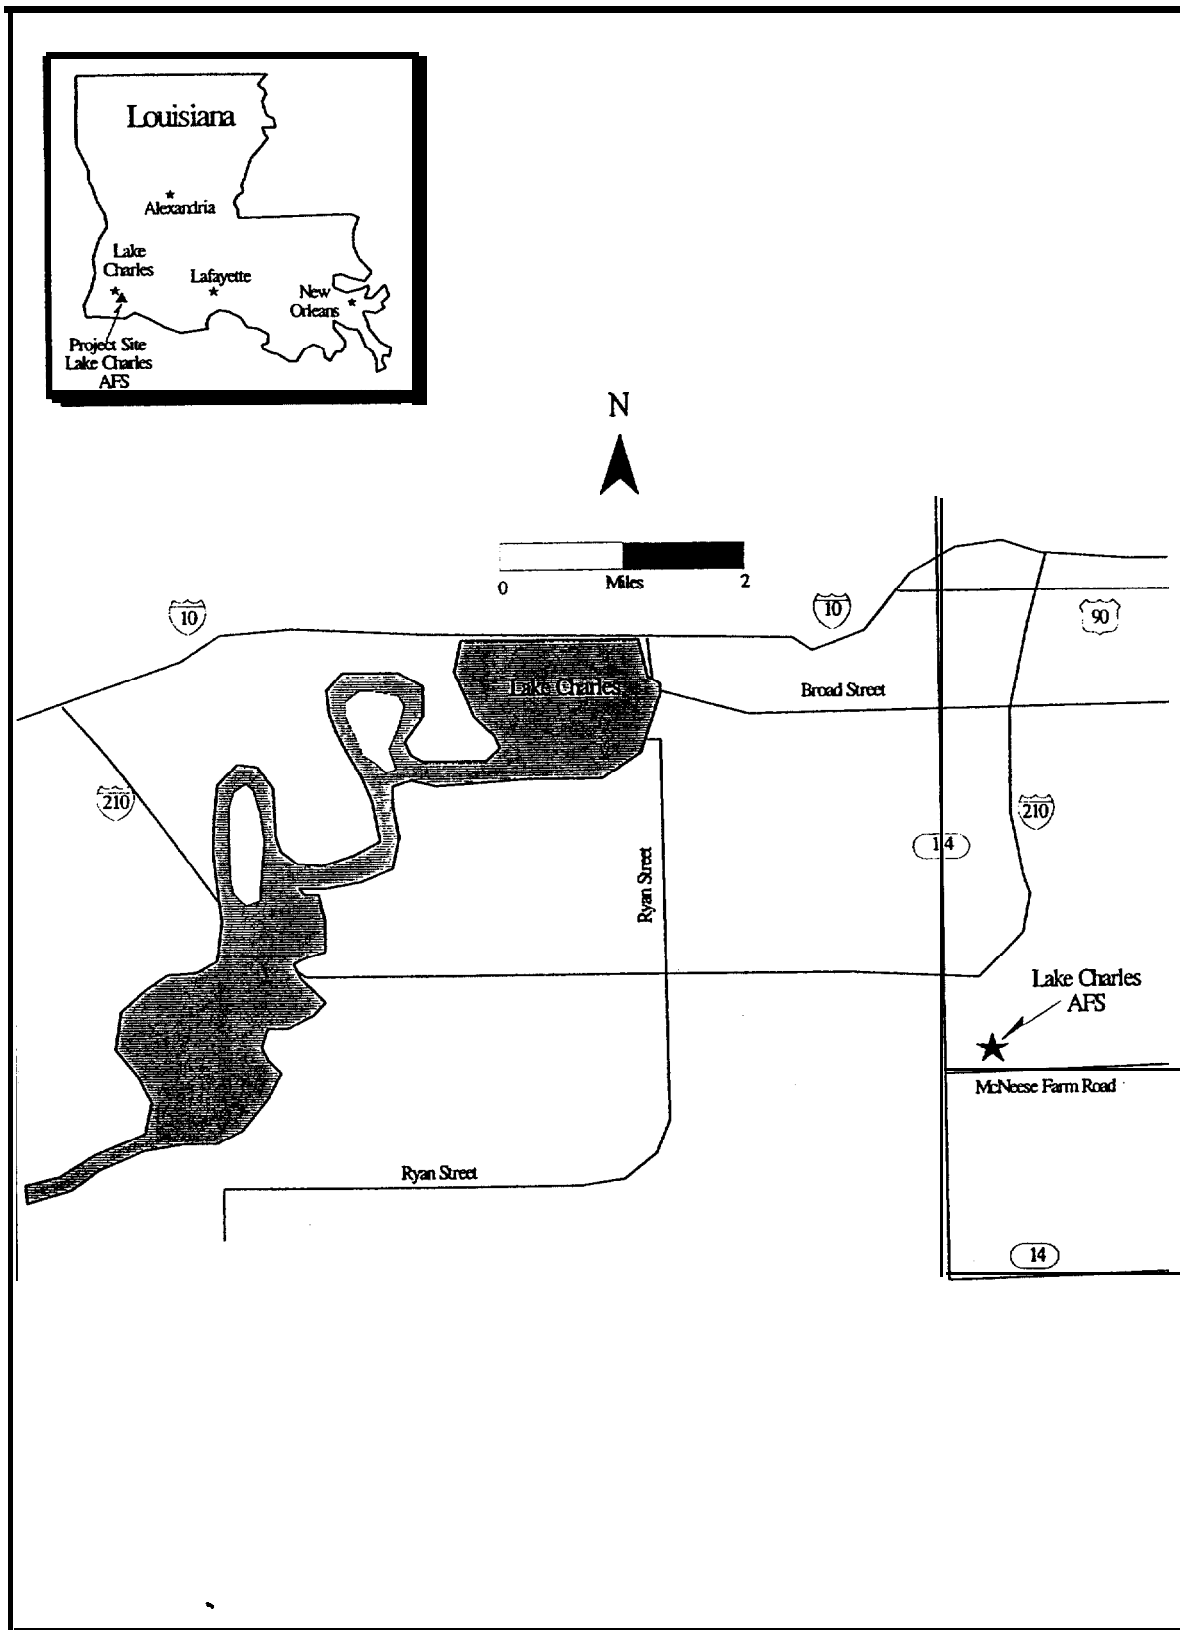 Louisiana
Alexandria
Lake
Charles
Lafayette
New
Orleans
Project Site
Lake Charles
AFS
N
0
Miles
2
10
10
90
Lake Charles
Broad Street
210
210
14
Ryan Street
Lake Charles
AFS
McNeese Farm Road
Ryan Street
14